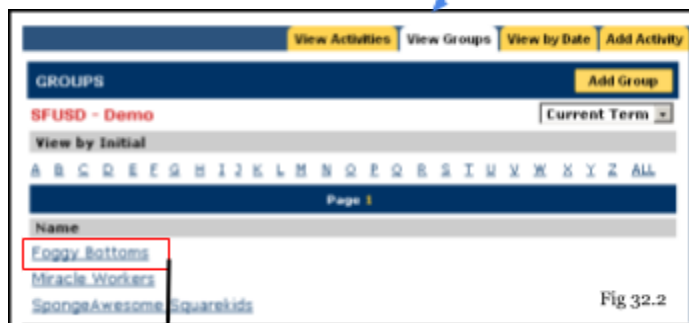 View Activities View Groups View by Date Add Activity
GROUPS Add Group
SFUSD - Demo Current Term
View by Initial
A B C D E F G H I J K L M N O P Q R S T U V W X Y Z ALL
Page 1
Name
Foggy Bottoms
Miracle Workers
SpongeAwesome Squarekids
Fig 32.2